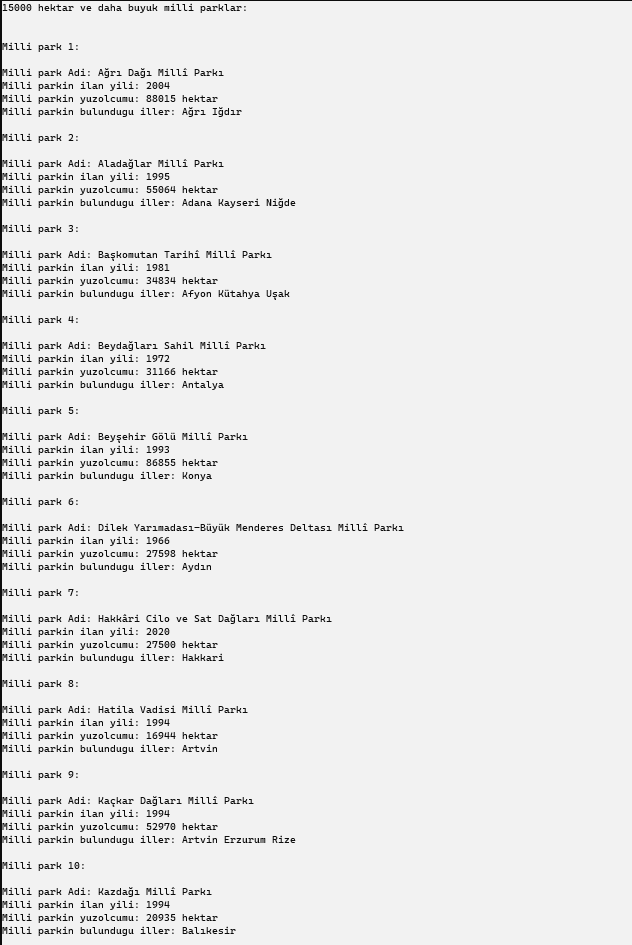 15000 hektar ve daha buyuk milli parklar:
Milli park 1:
Milli park Adi: Ağrı Dağı Millî Parkı
Milli parkin ilan yili: 2004
Milli parkin yuzolcumu: 88015 hektar
Milli parkin bulundugu iller: Ağrı Iğdır
Milli park 2:
Milli park Adi: Aladağlar Millî Parkı
Milli parkin ilan yili: 1995
Milli parkin yuzolcumu: 55064 hektar
Milli parkin bulundugu iller: Adana Kayseri Niğde
Milli park 3:
Milli park Adi: Başkomutan Tarihî Millî Parkı
Milli parkin ilan yili: 1981
Milli parkin yuzolcumu: 34834 hektar
Milli parkin bulundugu iller: Afyon Kütahya Uşak
Milli park 4:
Milli park Adi: Beydağları Sahil Millî Parkı
Milli parkin ilan yili: 1972
Milli parkin yuzolcumu: 31166 hektar
Milli parkin bulundugu iller: Antalya
Milli park 5:
Milli park Adi: Beyşehir Gölü Millî Parkı
Milli parkin ilan yili: 1993
Milli parkin yuzolcumu: 86855 hektar
Milli parkin bulundugu iller: Konya
Milli park 6:
Milli park Adi: Dilek Yarımadası-Büyük Menderes Deltası Millî Parkı
Milli parkin ilan yili: 1966
Milli parkin yuzolcumu: 27598 hektar
Milli parkin bulundugu iller: Aydın
Milli park 7:
Milli park Adi: Hakkâri Cilo ve Sat Dağları Millî Parkı
Milli parkin ilan yili: 2020
Milli parkin yuzolcumu: 27500 hektar
Milli parkin bulundugu iller: Hakkari
Milli park 8:
Milli park Adi: Hatila Vadisi Millî Parkı
Milli parkin ilan yili: 1994
Milli parkin yuzolcumu: 16944 hektar
Milli parkin bulundugu iller: Artvin
Milli park 9:
Milli park Adi: Kaçkar Dağları Millî Parkı
Milli parkin ilan yili: 1994
Milli parkin yuzolcumu: 52970 hektar
Milli parkin bulundugu iller: Artvin Erzurum Rize
Milli park 10:
Milli park Adi: Kazdağı Millî Parkı
Milli parkin ilan yili: 1994
Milli parkin yuzolcumu: 20935 hektar
Milli parkin bulundugu iller: Balıkesir